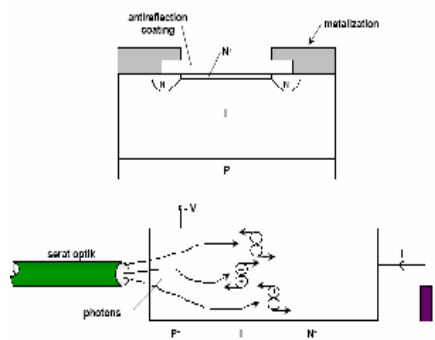 metalization
antireflection
coating
N⁺
N
N
I
P
- V
serat optik
photons
P⁺
I
N⁺